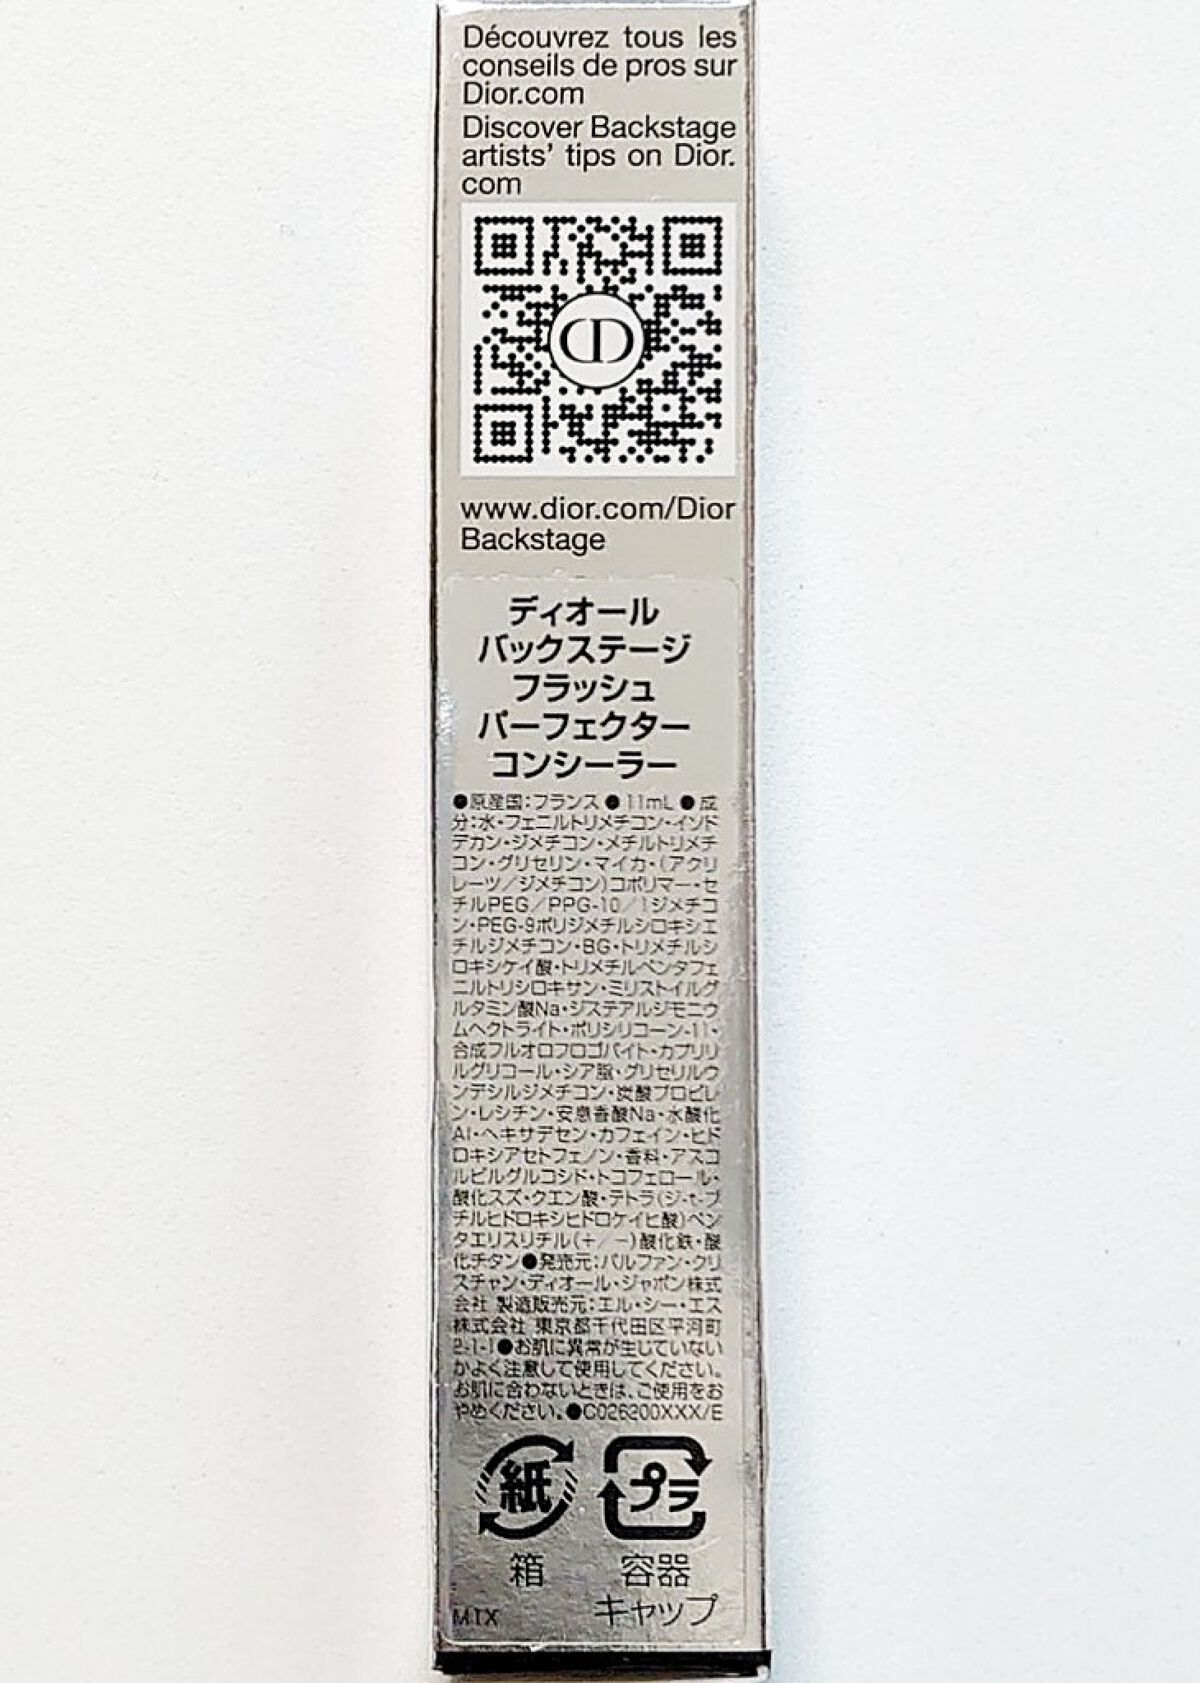 Découvrez tous les
conseils de pros sur
Dior.com
Discover Backstage
artists’ tips on Dior.
com
CD
www.dior.com/Dior
Backstage
ディオール
バックステージ
フラッシュ
パーフェクター
コンシーラー
●原産国:フランス●11mL●成
分:水・フェニルトリメチコン・イソド
デカン・ジメチコン・メチルトリメチ
コン・グリセリン・マイカ・(アクリ
レーツ/ジメチコン)コポリマー・セ
チルPEG/PPG-10/1ジメチコ
ン・PEG-9ポリジメチルシロキシエ
チルジメチコン・BG・トリメチルシ
ロキシケイ酸・トリメチルペンタフェ
ニルトリシロキサン・ミリストイルグ
ルタミン酸Na・ジステアルジモニウ
ムヘクトライト・ポリシリコーン-11・
合成フルオロフロゴパイト・カプリリ
ルグリコール・シア脂・グリセリルウ
ンデシルジメチコン・炭酸プロピレ
ン・レシチン・安息香酸Na・水酸化
Al・ヘキサデセン・カフェイン・ヒド
ロキシアセトフェノン・香料・アスコ
ルビルグルコシド・トコフェロール・
酸化スズ・クエン酸・テトラ(ジ-t-ブ
チルヒドロキシヒドロケイヒ酸)ペン
タエリスリチル(+/-)酸化鉄・酸
化チタン●発売元:パルファン・クリ
スチャン・ディオール・ジャポン株式
会社 製造販売元:エル・シー・エス
株式会社 東京都千代田区平河町
2-1-1●お肌に異常が生じていない
かよく注意して使用してください。
お肌に合わないときは、ご使用をお
やめください。●C026200XXX/E
紙 プラ
箱 容器
キャップ
MTX